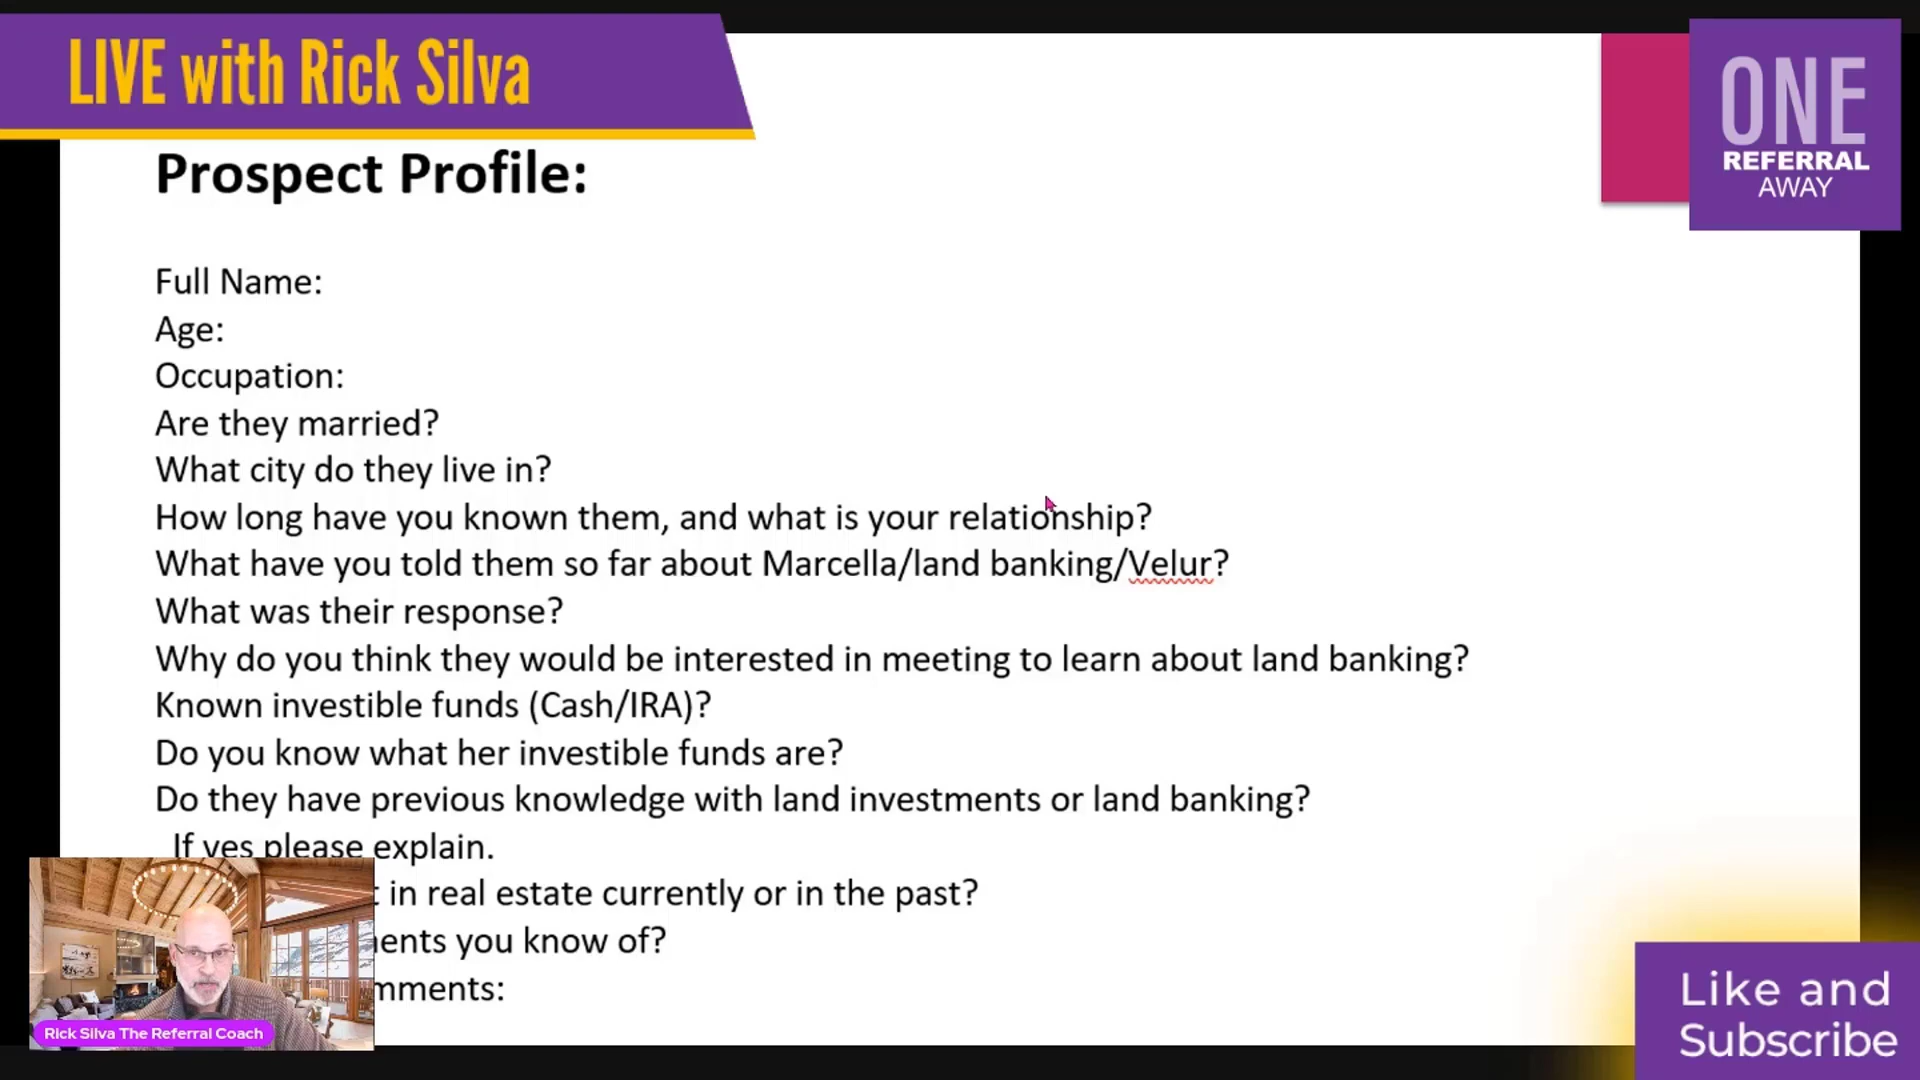 LIVE with Rick Silva
ONE
REFERRAL
AWAY
Prospect Profile:
Full Name:
Age:
Occupation:
Are they married?
What city do they live in?
How long have you known them, and what is your relationship?
What have you told them so far about Marcella/land banking/Velur?
What was their response?
Why do you think they would be interested in meeting to learn about land banking?
Known investible funds (Cash/IRA)?
Do you know what her investible funds are?
Do they have previous knowledge with land investments or land banking?
If yes please explain.
in real estate currently or in the past?
you know of?
Rick Silva The Referral Coach
Like and
Subscribe